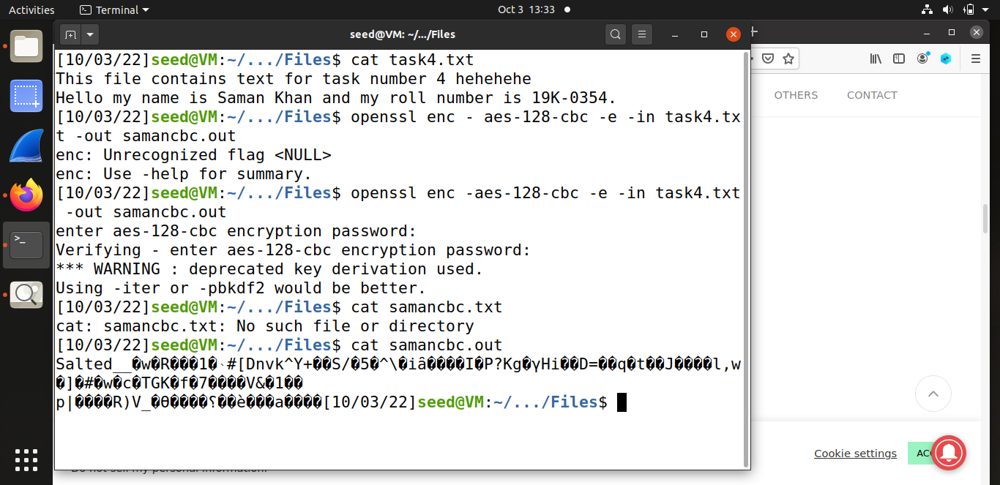 Activities
Terminal
Oct 3 13:33
seed@VM: ~/.../Files
[10/03/22]seed@VM:~/.../Files$ cat task4.txt
This file contains text for task number 4 hehehehe
Hello my name is Saman Khan and my roll number is 19K-0354.
[10/03/22]seed@VM:~/.../Files$ openssl enc - aes-128-cbc -e -in task4.tx
t -out samancbc.out
enc: Unrecognized flag <NULL>
enc: Use -help for summary.
[10/03/22]seed@VM:~/.../Files$ openssl enc -aes-128-cbc -e -in task4.txt
 -out samancbc.out
enter aes-128-cbc encryption password:
Verifying - enter aes-128-cbc encryption password:
*** WARNING : deprecated key derivation used.
Using -iter or -pbkdf2 would be better.
[10/03/22]seed@VM:~/.../Files$ cat samancbc.txt
cat: samancbc.txt: No such file or directory
[10/03/22]seed@VM:~/.../Files$ cat samancbc.out
Salted__�w�R���1�ˎ#[Dnvk^Y+��S/�5�^\�iȃ����I�P?Kg�γHi��D=��q�t��J����l,w
�]�#�w�c�TGK�f�7����V&�1��
p|����R)V_�θ����؟��è���a����[10/03/22]seed@VM:~/.../Files$
OTHERS
CONTACT
Cookie settings
Do not sell my personal information.